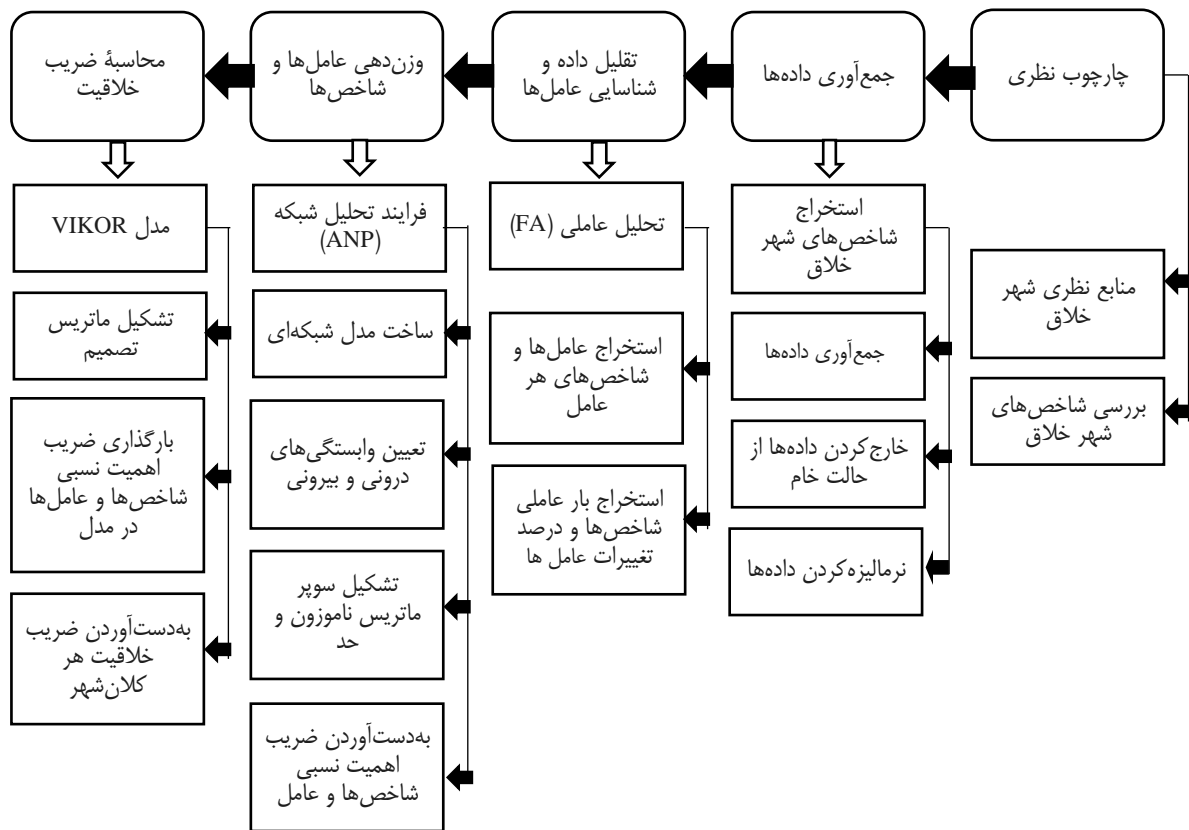 چارچوب نظری
جمع‌آوری داده‌ها
تقلیل داده و
شناسایی عامل‌ها
وزن‌دهی عامل‌ها و
شاخص‌ها
محاسبهٔ ضریب
خلاقیت
منابع نظری شهر
خلاق
بررسی شاخص‌های
شهر خلاق
استخراج
شاخص‌های شهر
خلاق
جمع‌آوری داده‌ها
خارج‌کردن داده‌ها از
حالت خام
نرمالیزه‌کردن داده‌ها
تحلیل عاملی (FA)
استخراج عامل‌ها و
شاخص‌های هر
عامل
استخراج بار عاملی
شاخص‌ها و درصد
تغییرات عامل ها
فرایند تحلیل شبکه
(ANP)
ساخت مدل شبکه‌ای
تعیین وابستگی‌های
درونی و بیرونی
تشکیل سوپر
ماتریس ناموزون و
حد
به‌دست‌آوردن ضریب
اهمیت نسبی
شاخص‌ها و عامل
مدل VIKOR
تشکیل ماتریس
تصمیم
بارگذاری ضریب
اهمیت نسبی
شاخص‌ها و عامل‌ها
در مدل
به‌دست‌آوردن ضریب
خلاقیت هر
کلان‌شهر